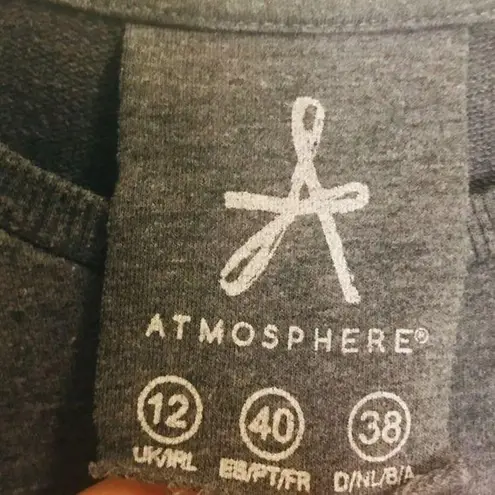 ATMOSPHERE®
12 40 38
UK/IRL ES/PT/FR D/NL/B/A